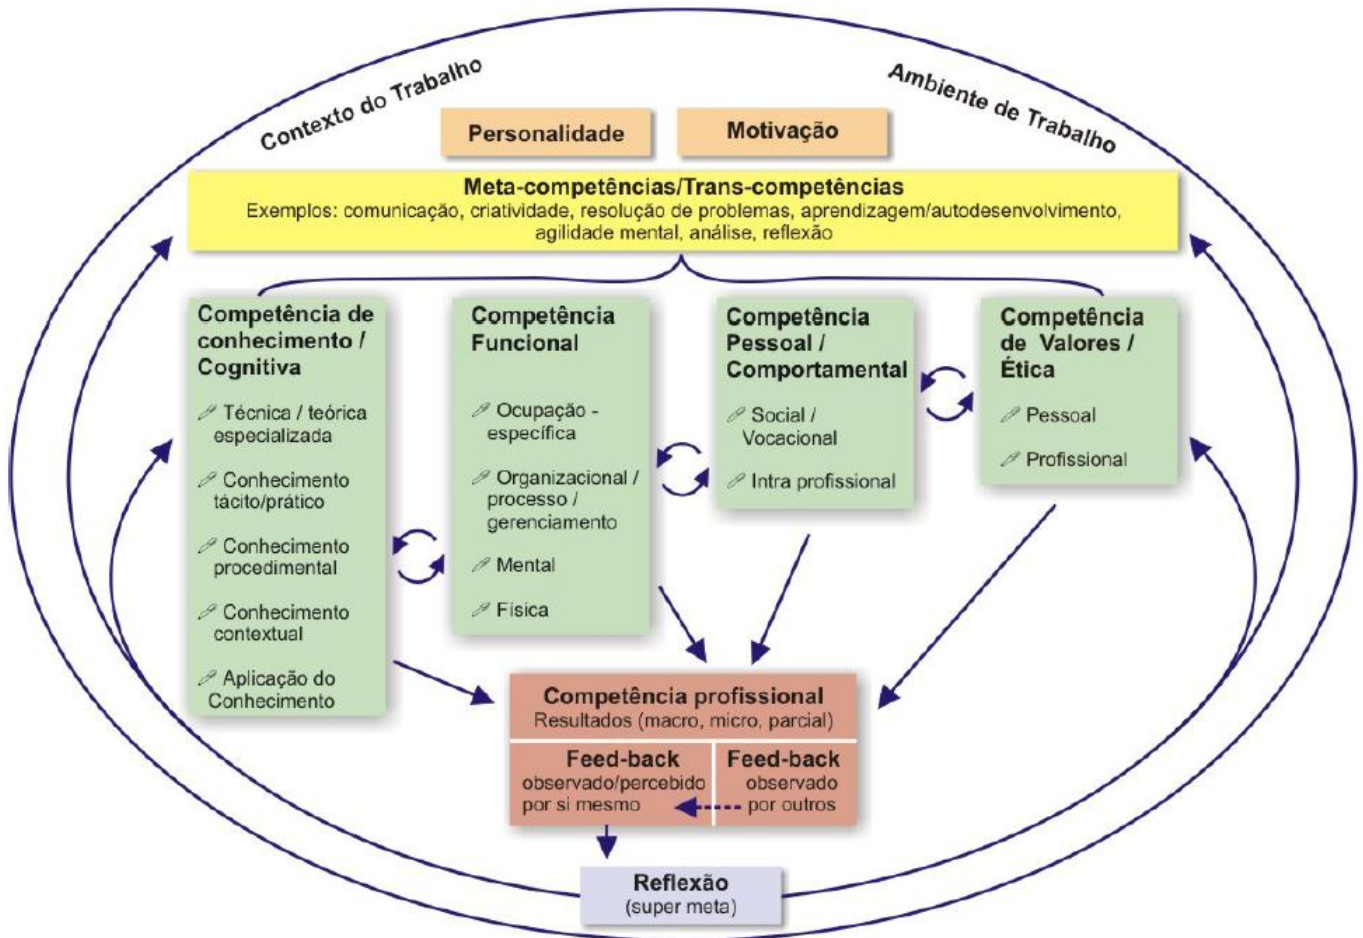 Contexto do Trabalho
Ambiente de Trabalho
Personalidade
Motivação
Meta-competências/Trans-competências
Exemplos: comunicação, criatividade, resolução de problemas, aprendizagem/autodesenvolvimento,
agilidade mental, análise, reflexão
Competência de
conhecimento /
Cognitiva
Técnica / teórica
especializada
Conhecimento
tácito/prático
Conhecimento
procedimental
Conhecimento
contextual
Aplicação do
Conhecimento
Competência
Funcional
Ocupação -
específica
Organizacional /
processo /
gerenciamento
Mental
Física
Competência
Pessoal /
Comportamental
Social /
Vocacional
Intra profissional
Competência
de Valores /
Ética
Pessoal
Profissional
Competência profissional
Resultados (macro, micro, parcial)
Feed-back
observado/percebido
por si mesmo
Feed-back
observado
por outros
Reflexão
(super meta)